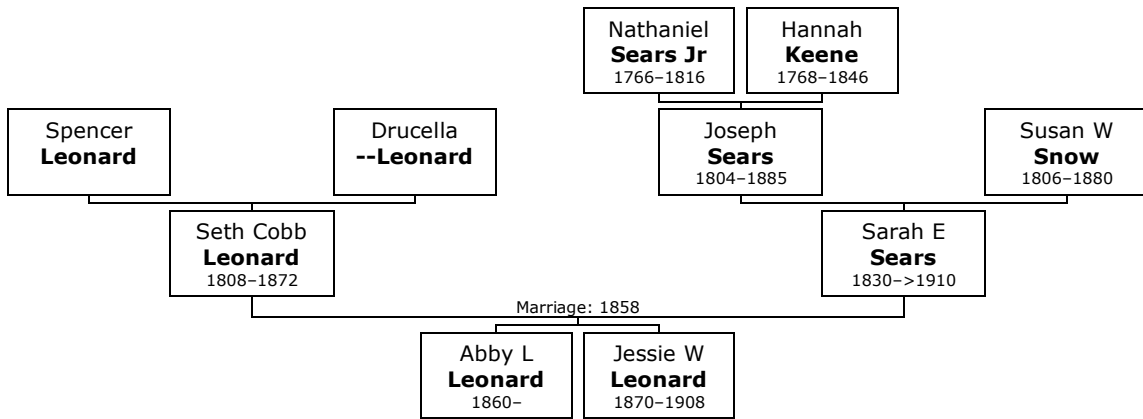 Nathaniel
Sears Jr
1766–1816
Hannah
Keene
1768–1846
Spencer
Leonard
Drucella
--Leonard
Joseph
Sears
1804–1885
Susan W
Snow
1806–1880
Seth Cobb
Leonard
1808–1872
Sarah E
Sears
1830–>1910
Marriage: 1858
Abby L
Leonard
1860–
Jessie W
Leonard
1870–1908